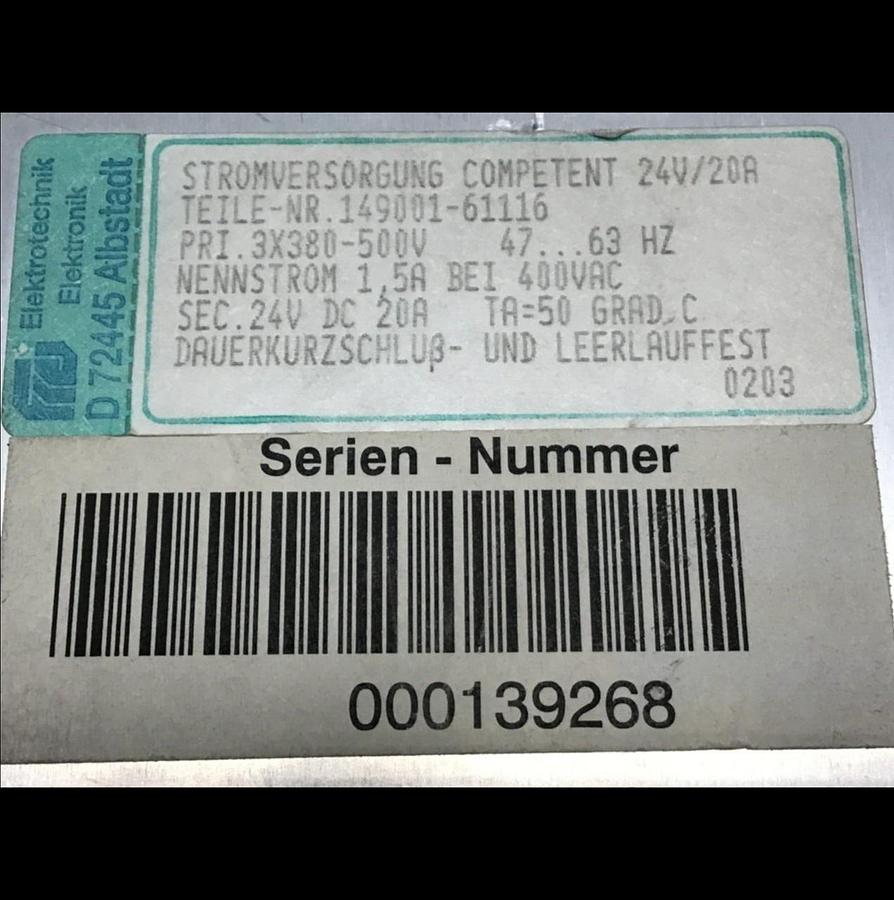 Elektrotechnik
Elektronik
D 72445 Albstadt
STROMVERSORGUNG COMPETENT 24V/20A
TEILE-NR.149001-61116
PRI.3X380-500V 47...63 HZ
NENNSTROM 1,5A BEI 400VAC
SEC.24V DC 20A TA=50 GRAD C
DAUERKURZSCHLUß- UND LEERLAUFFEST
0203
Serien - Nummer
000139268